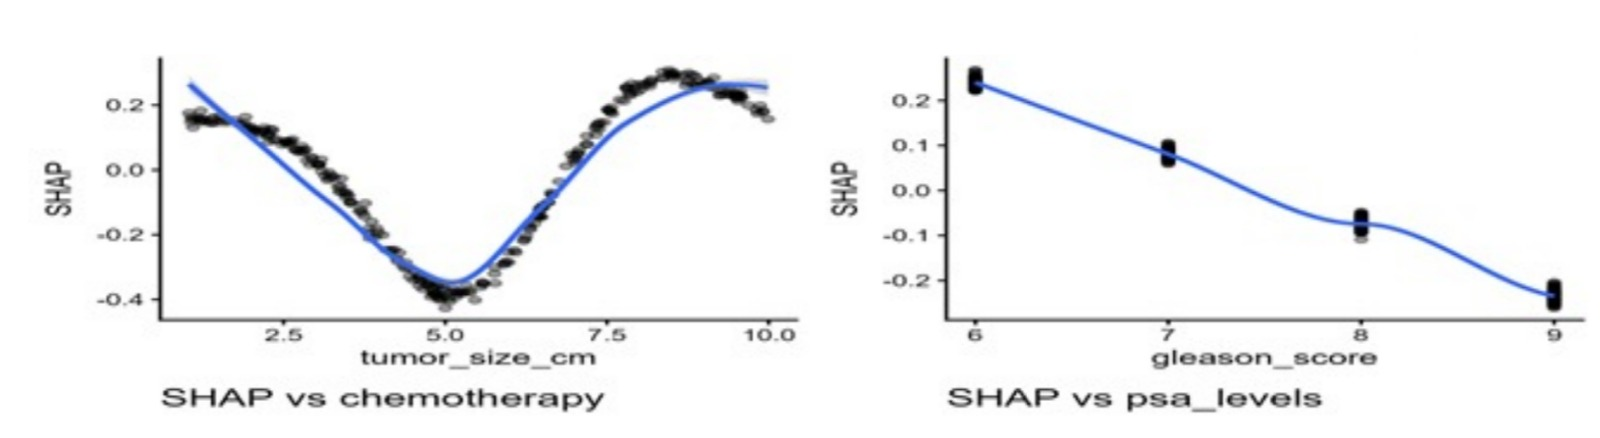 SHAP
0.2
0.0
-0.2
-0.4
2.5 5.0 7.5 10.0
tumor_size_cm
SHAP vs chemotherapy
SHAP
0.2
0.1
0.0
-0.1
-0.2
6 7 8 9
gleason_score
SHAP vs psa_levels